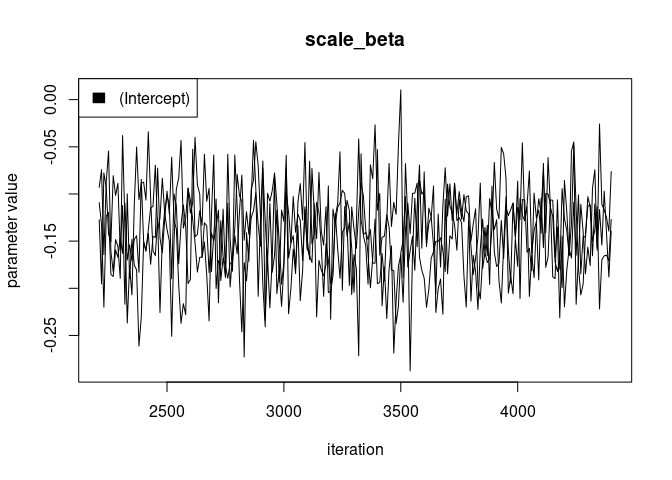 scale_beta
(Intercept)
0.00
-0.05
-0.15
-0.25
parameter value
2500 3000 3500 4000
iteration